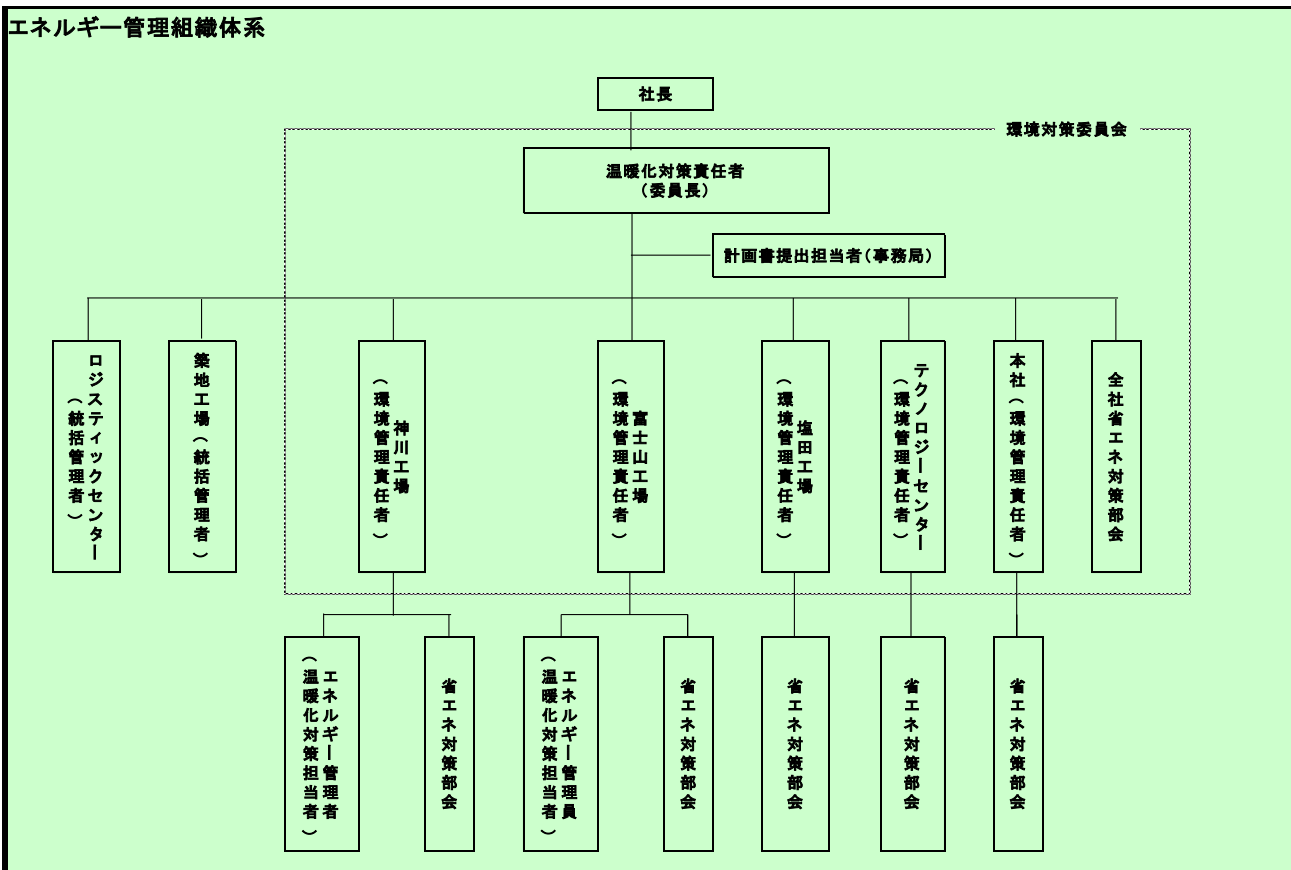 エネルギー管理組織体系
社長
環境対策委員会
温暖化対策責任者
（委員長）
計画書提出担当者（事務局）
ロジスティックセンター
（統括管理者）
築地工場（統括管理者）
神川工場
（環境管理責任者）
富士山工場
（環境管理責任者）
塩田工場
（環境管理責任者）
テクノロジーセンター
（環境管理責任者）
本社（環境管理責任者）
全社省エネ対策部会
エネルギー管理者
（温暖化対策担当者）
省エネ対策部会
エネルギー管理員
（温暖化対策担当者）
省エネ対策部会
省エネ対策部会
省エネ対策部会
省エネ対策部会